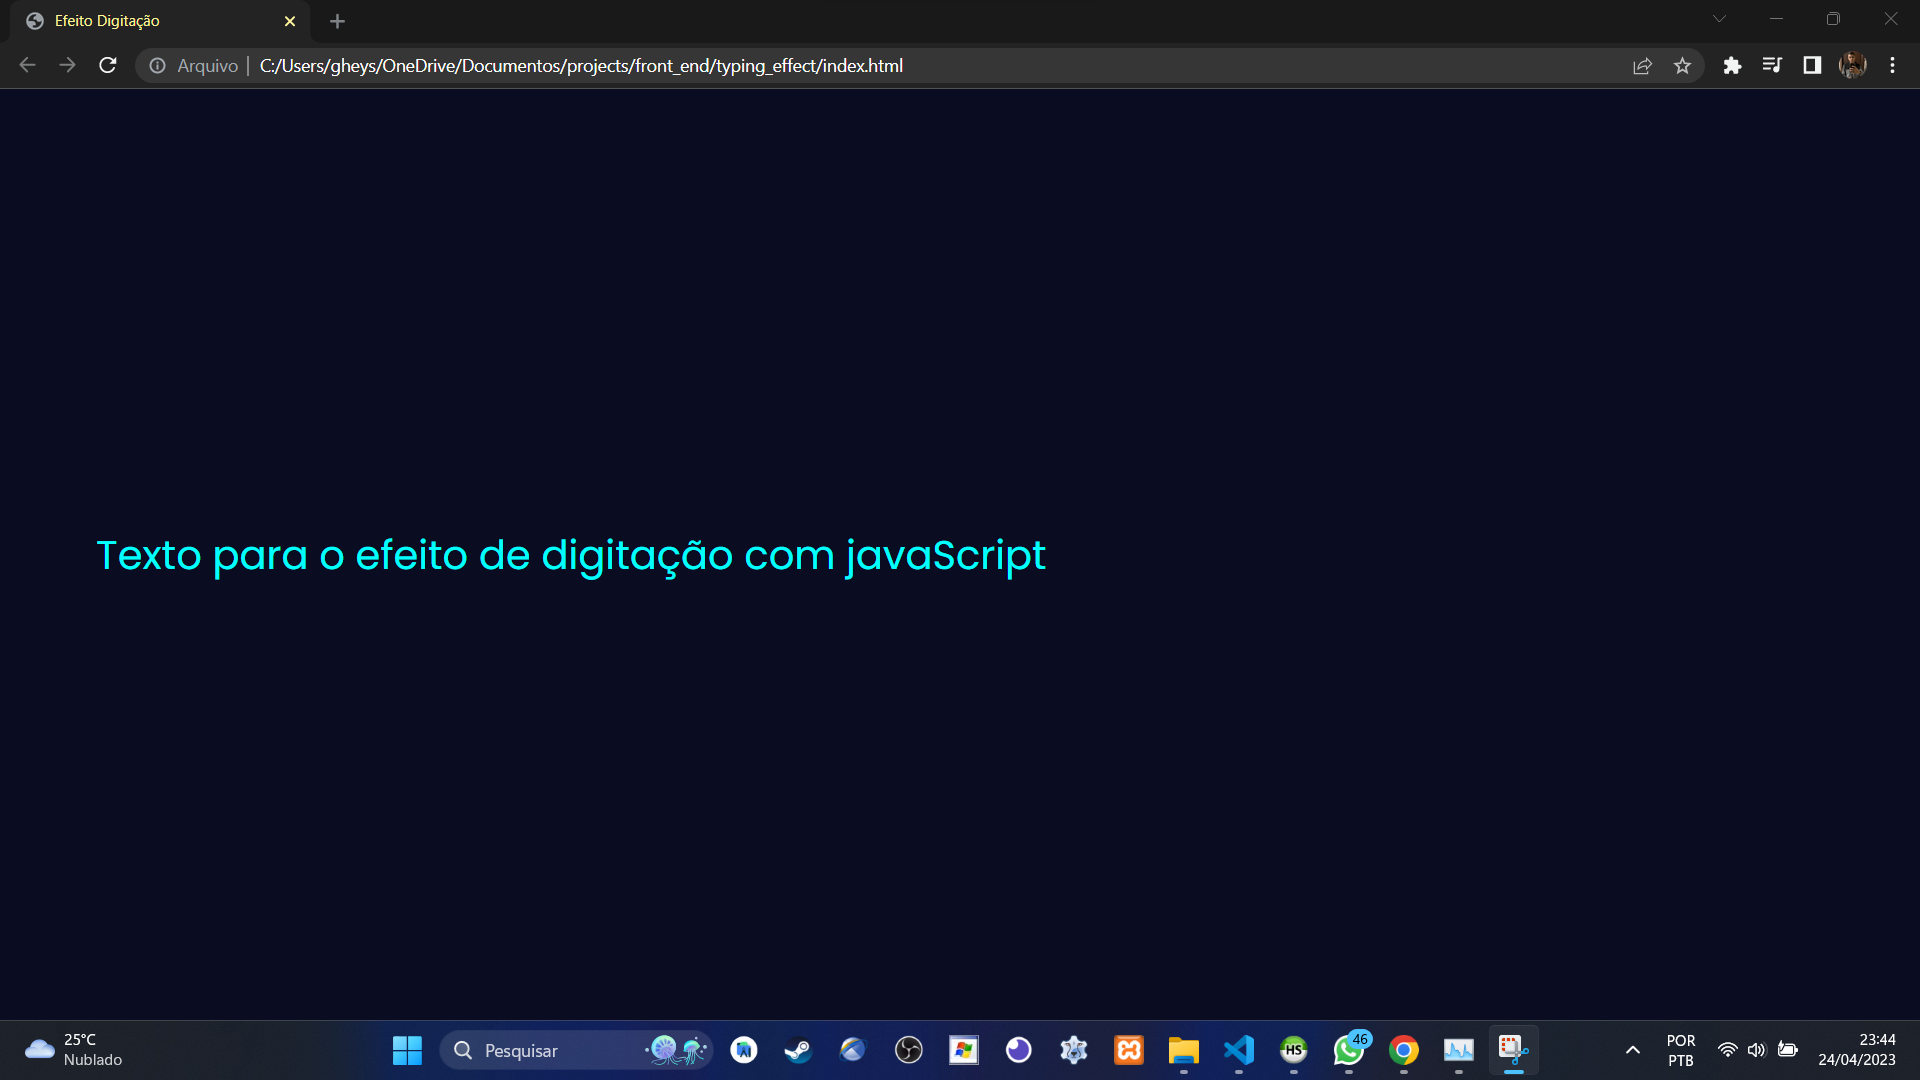 Efeito Digitação
Arquivo | C:/Users/gheys/OneDrive/Documentos/projects/front_end/typing_effect/index.html
Texto para o efeito de digitação com javaScript
25°C
Nublado
Pesquisar
HS
46
POR
PTB
23:44
24/04/2023